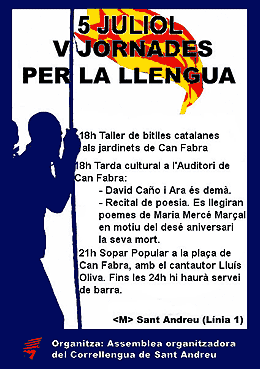 5 JULIOL
V JORNADES
PER LA LLENGUA
18h Taller de bitlles catalanes
als jardinets de Can Fabra
18h Tarda cultural a l'Auditori de
Can Fabra:
- David Caño i Ara és demà.
- Recital de poesia. Es llegiran
poemes de Maria Mercé Marçal
en motiu del desé aniversari
la seva mort.
21h Sopar Popular a la plaça de
Can Fabra, amb el cantautor Lluís
Oliva. Fins les 24h hi haurà servei
de barra.
<M> Sant Andreu (Línia 1)
Organitza: Assemblea organitzadora
del Correllengua de Sant Andreu